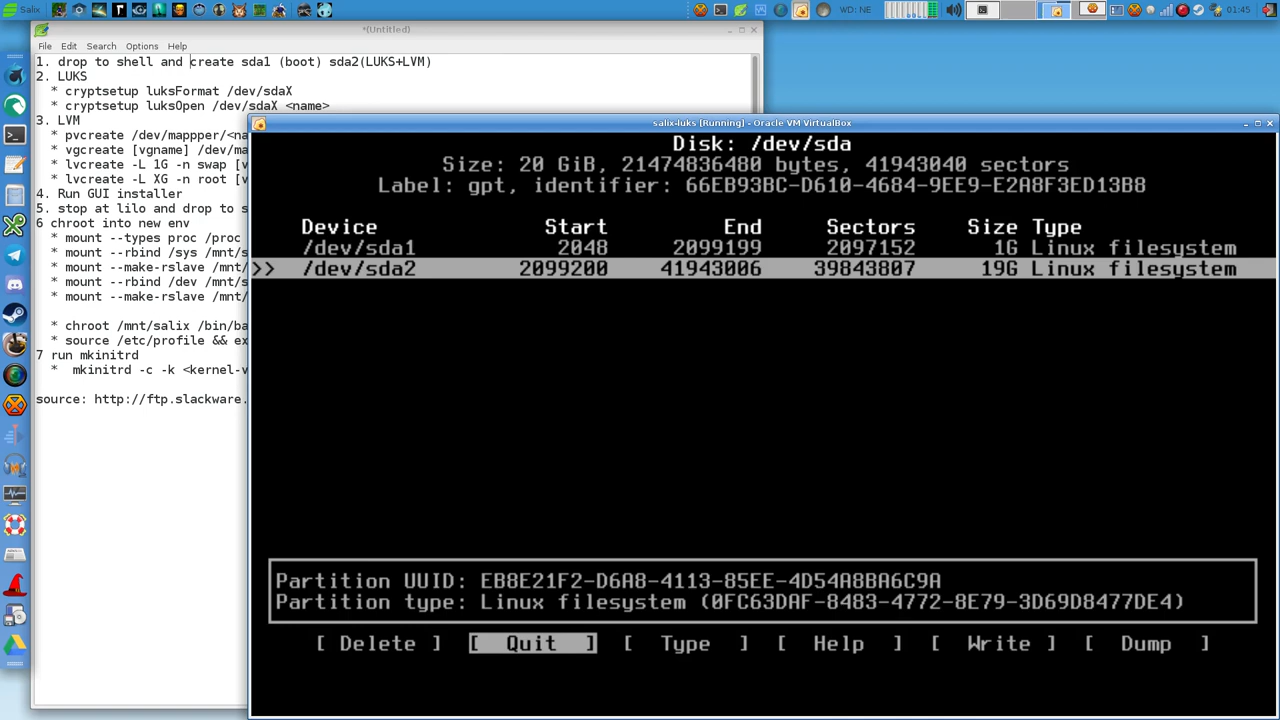 Salix
WD: NE
01:45
*(Untitled)
File Edit Search Options Help
1. drop to shell and create sda1 (boot) sda2(LUKS+LVM)
2. LUKS
* cryptsetup luksFormat /dev/sdaX
* cryptsetup luksOpen /dev/sdaX <name>
3. LVM
* pvcreate /dev/mappper/<na
* vgcreate [vgname] /dev/ma
* lvcreate -L 1G -n swap [v
* lvcreate -L XG -n root [v
4. Run GUI installer
5. stop at lilo and drop to s
6 chroot into new env
* mount --types proc /proc
* mount --rbind /sys /mnt/s
* mount --make-rslave /mnt/
* mount --rbind /dev /mnt/s
* mount --make-rslave /mnt/
* chroot /mnt/salix /bin/ba
* source /etc/profile && ex
7 run mkinitrd
* mkinitrd -c -k <kernel-v
source: http://ftp.slackware.
salix-luks [Running] - Oracle VM VirtualBox
Disk: /dev/sda
Size: 20 GiB, 21474836480 bytes, 41943040 sectors
Label: gpt, identifier: 66EB93BC-D610-4684-9EE9-E2A8F3ED13B8
Device Start End Sectors Size Type
/dev/sda1 2048 2099199 2097152 1G Linux filesystem
>> /dev/sda2 2099200 41943006 39843807 19G Linux filesystem
Partition UUID: EB8E21F2-D6A8-4113-85EE-4D54A8BA6C9A
Partition type: Linux filesystem (0FC63DAF-8483-4772-8E79-3D69D8477DE4)
[ Delete ] [ Quit ] [ Type ] [ Help ] [ Write ] [ Dump ]